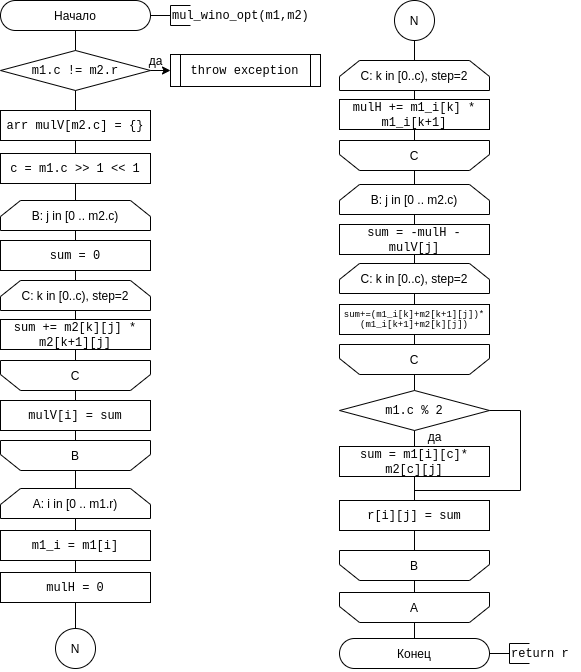 Начало
mul_wino_opt(m1,m2)
m1.c != m2.r
да
throw exception
arr mulV[m2.c] = {}
c = m1.c >> 1 << 1
B: j in [0 .. m2.c)
sum = 0
C: k in [0..c), step=2
sum += m2[k][j] *
m2[k+1][j]
C
mulV[i] = sum
B
A: i in [0 .. m1.r)
m1_i = m1[i]
mulH = 0
N
N
C: k in [0..c), step=2
mulH += m1_i[k] *
m1_i[k+1]
C
B: j in [0 .. m2.c)
sum = -mulH -
mulV[j]
C: k in [0..c), step=2
sum+=(m1_i[k]+m2[k+1][j])*
(m1_i[k+1]+m2[k][j])
C
m1.c % 2
да
sum = m1[i][c]*
m2[c][j]
r[i][j] = sum
B
A
Конец
return r